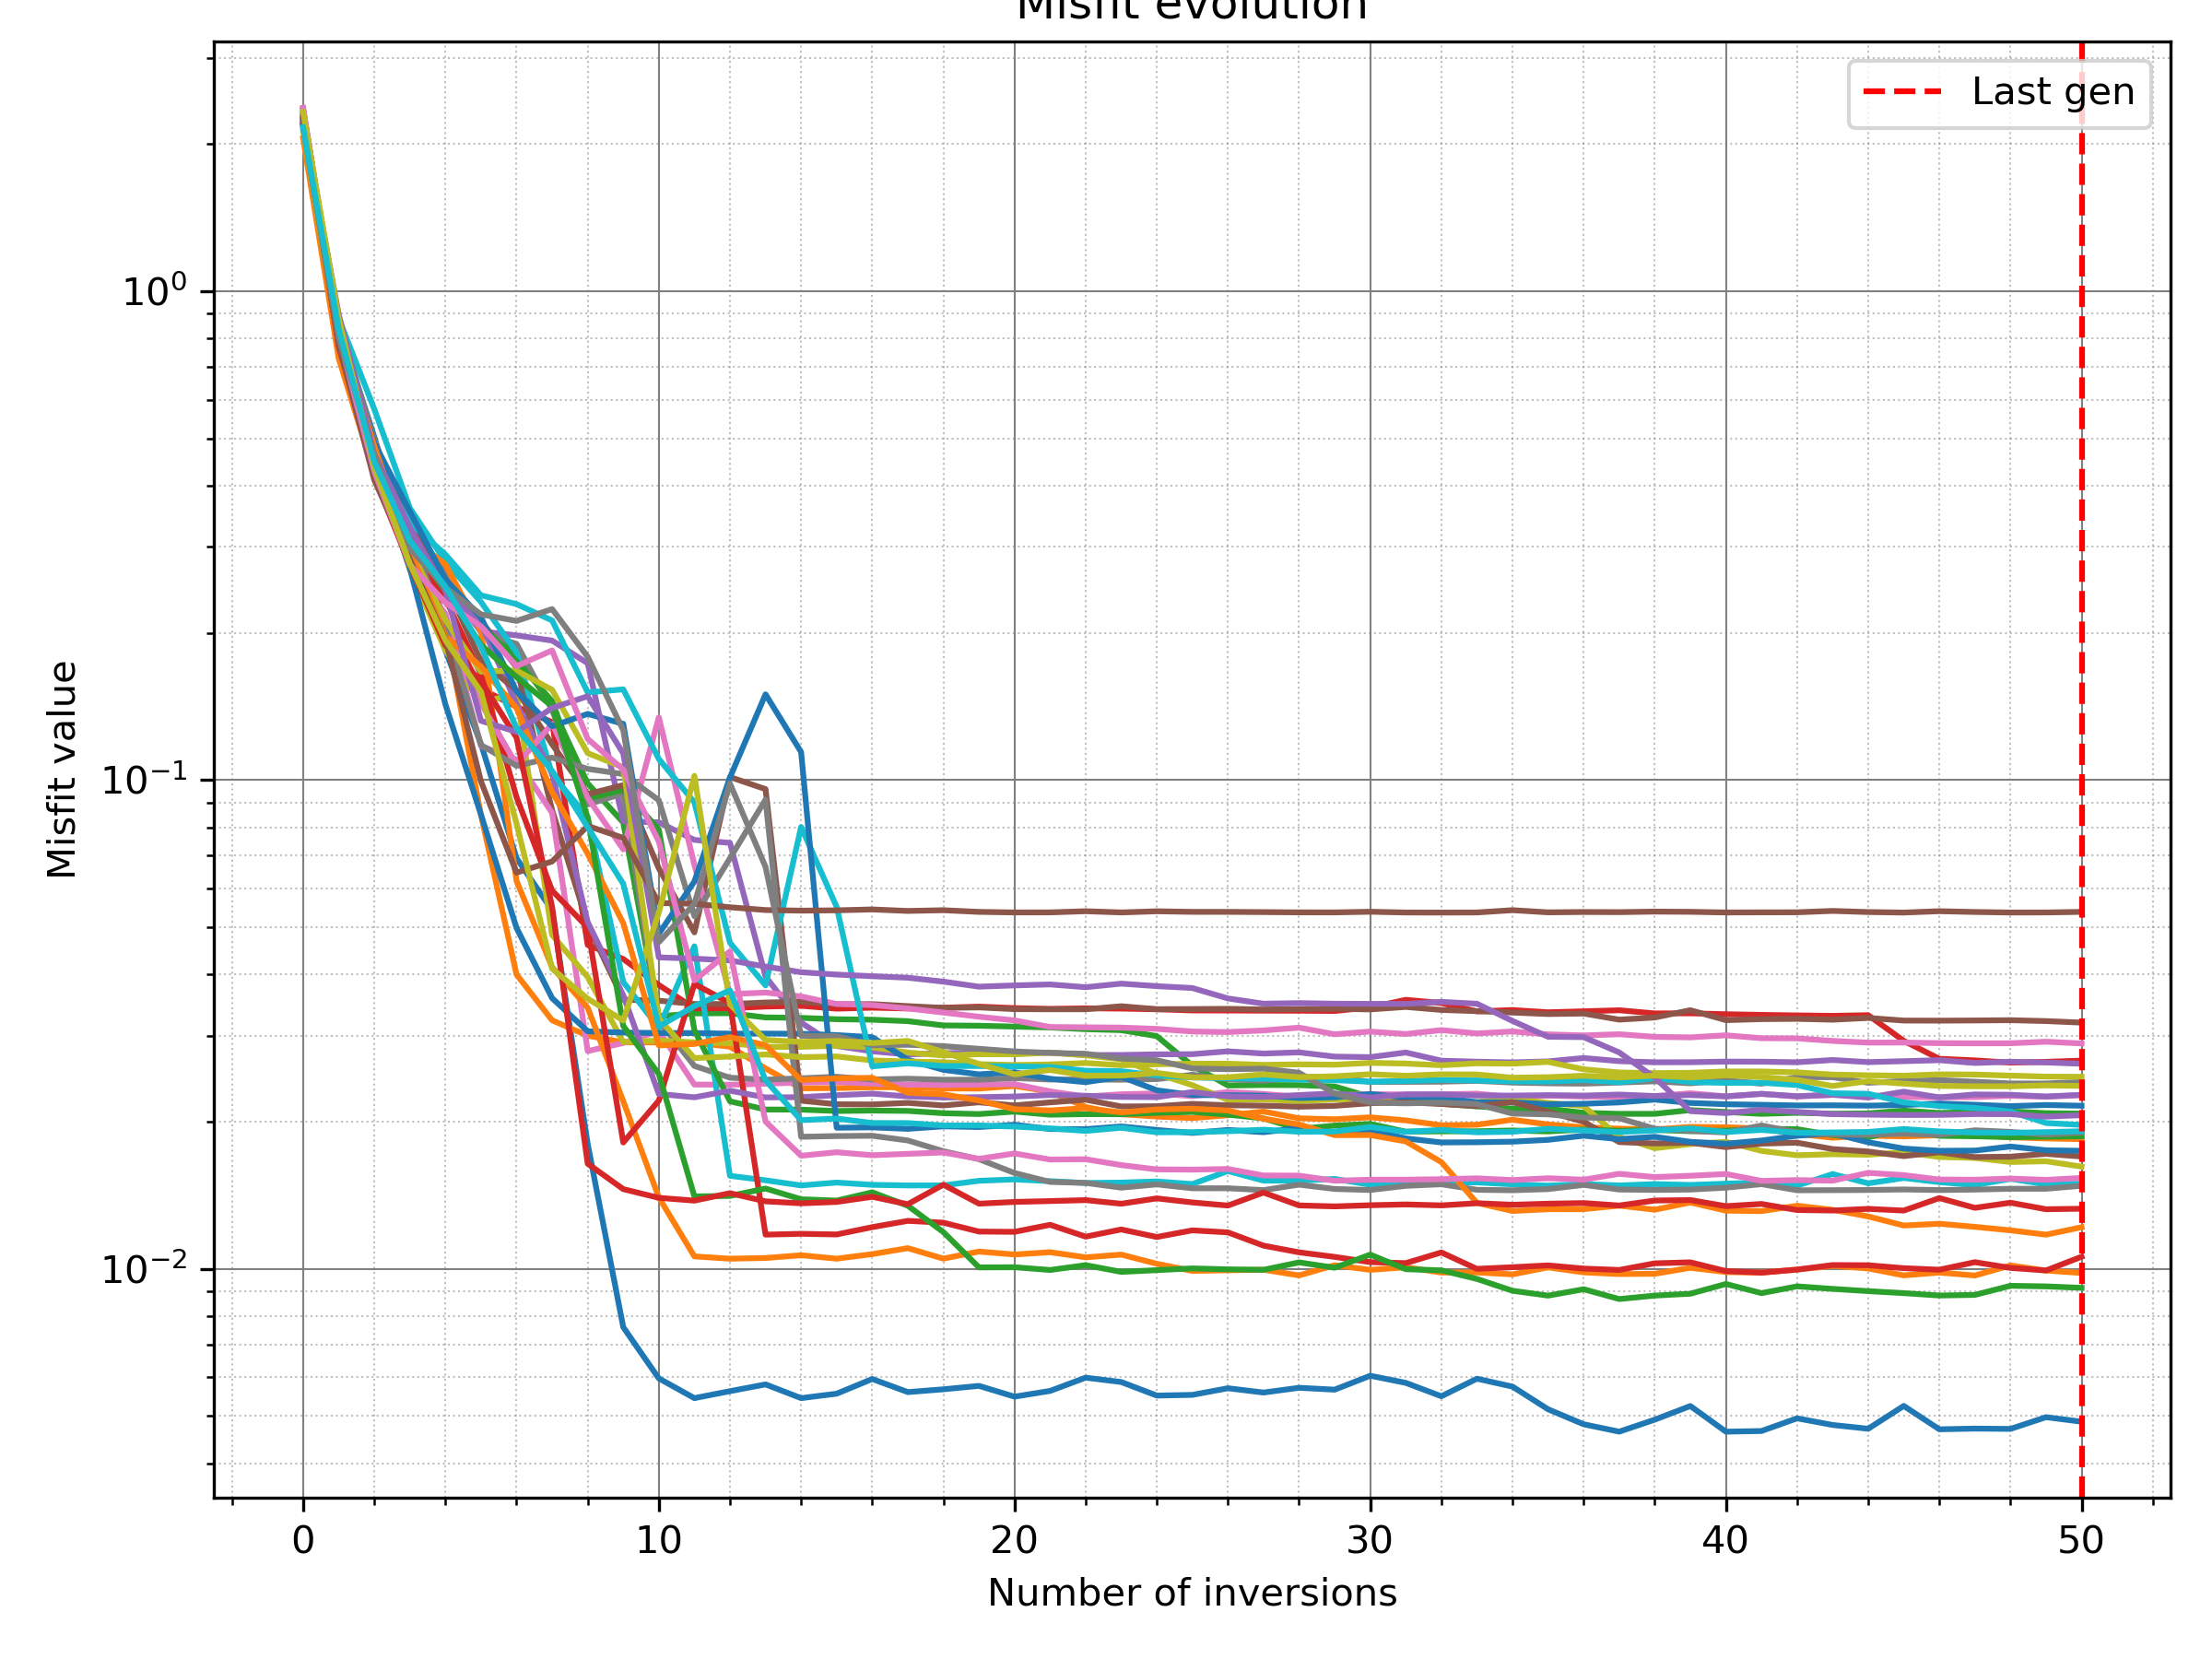 Misfit evolution
Last gen
10⁰
10⁻¹
10⁻²
Misfit value
0 10 20 30 40 50
Number of inversions